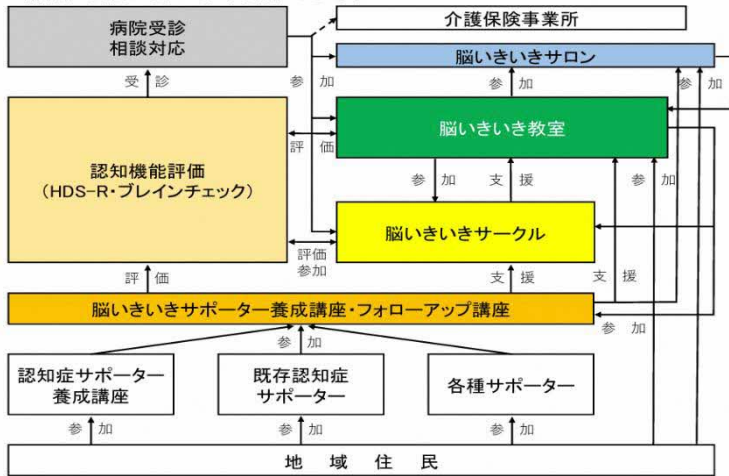 病院受診
相談対応
介護保険事業所
脳いきいきサロン
受 診
参 加
参 加
参 加
認知機能評価
(HDS-R・ブレインチェック)
評 価
脳いきいき教室
参 加
支 援
参 加
評価
参加
脳いきいきサークル
評 価
支 援
支 援
脳いきいきサポーター養成講座・フォローアップ講座
参 加
参 加
認知症サポーター
養成講座
既存認知症
サポーター
各種サポーター
参 加
参 加
参 加
地 域 住 民